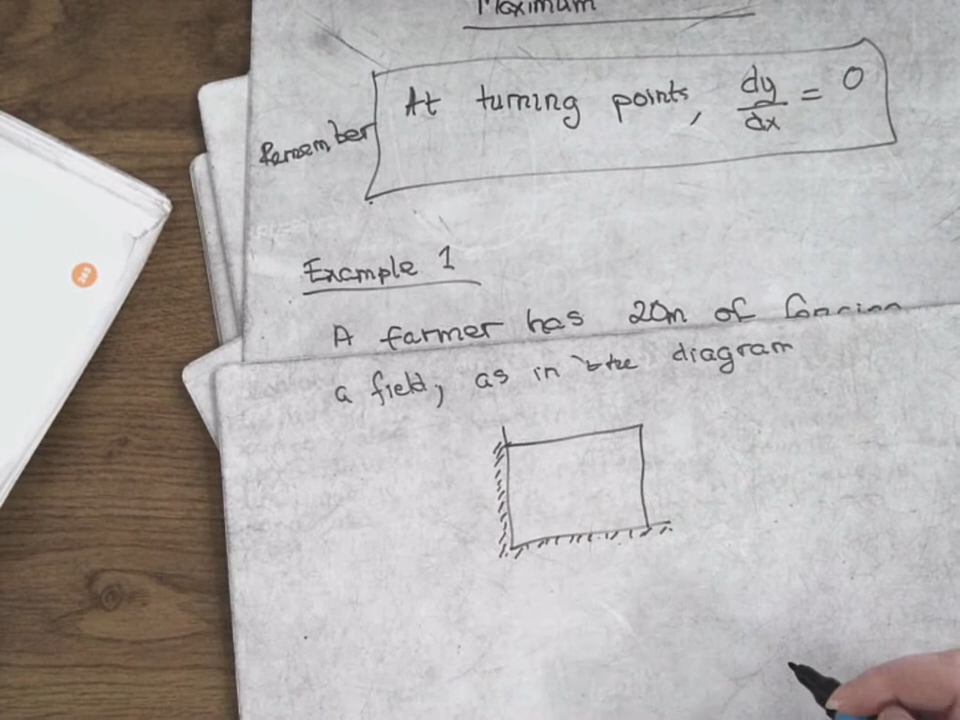 Maximum
Remember
At turning points, dy/dx = 0
Example 1
A farmer has 20m of fencing
a field, as in the diagram